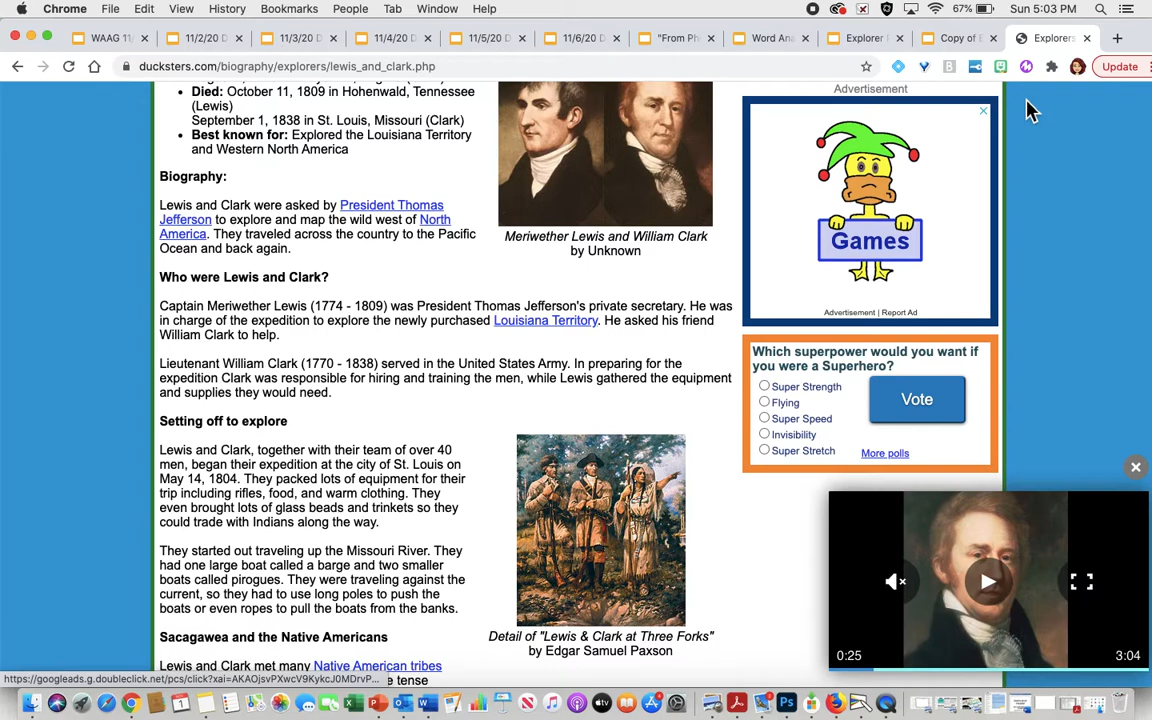 Chrome File Edit View History Bookmarks People Tab Window Help 67% Sun 5:03 PM
WAAG 11/ 11/2/20 D 11/3/20 D 11/4/20 D 11/5/20 D 11/6/20 D "From Ph Word Ana Explorer Copy of E Explorers
ducksters.com/biography/explorers/lewis_and_clark.php Update
Advertisement
Died: October 11, 1809 in Hohenwald, Tennessee
(Lewis)
September 1, 1838 in St. Louis, Missouri (Clark)
Best known for: Explored the Louisiana Territory
and Western North America
Biography:
Lewis and Clark were asked by President Thomas
Jefferson to explore and map the wild west of North
America. They traveled across the country to the Pacific
Ocean and back again.
Meriwether Lewis and William Clark
by Unknown
Who were Lewis and Clark?
Captain Meriwether Lewis (1774 - 1809) was President Thomas Jefferson's private secretary. He was
in charge of the expedition to explore the newly purchased Louisiana Territory. He asked his friend
William Clark to help.
Lieutenant William Clark (1770 - 1838) served in the United States Army. In preparing for the
expedition Clark was responsible for hiring and training the men, while Lewis gathered the equipment
and supplies they would need.
Setting off to explore
Lewis and Clark, together with their team of over 40
men, began their expedition at the city of St. Louis on
May 14, 1804. They packed lots of equipment for their
trip including rifles, food, and warm clothing. They
even brought lots of glass beads and trinkets so they
could trade with Indians along the way.
They started out traveling up the Missouri River. They
had one large boat called a barge and two smaller
boats called pirogues. They were traveling against the
current, so they had to use long poles to push the
boats or even ropes to pull the boats from the banks.
Detail of "Lewis & Clark at Three Forks"
by Edgar Samuel Paxson
Sacagawea and the Native Americans
Lewis and Clark met many Native American tribes
e tense
https://googleads.g.doubleclick.net/pcs/click?xai=AKAOjsvPXwcV9KykcJ0MDrvP...
Games
Advertisement | Report Ad
Which superpower would you want if
you were a Superhero?
Super Strength
Flying
Super Speed
Invisibility
Super Stretch
Vote
More polls
0:25 3:04